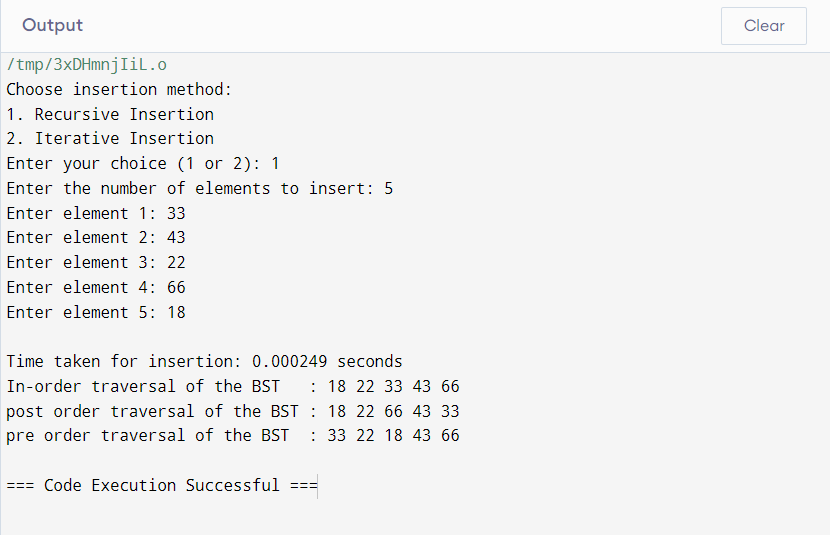 Output
Clear
/tmp/3xDHmnjIiL.o
Choose insertion method:
1. Recursive Insertion
2. Iterative Insertion
Enter your choice (1 or 2): 1
Enter the number of elements to insert: 5
Enter element 1: 33
Enter element 2: 43
Enter element 3: 22
Enter element 4: 66
Enter element 5: 18

Time taken for insertion: 0.000249 seconds
In-order traversal of the BST   : 18 22 33 43 66
post order traversal of the BST : 18 22 66 43 33
pre order traversal of the BST  : 33 22 18 43 66

=== Code Execution Successful ===